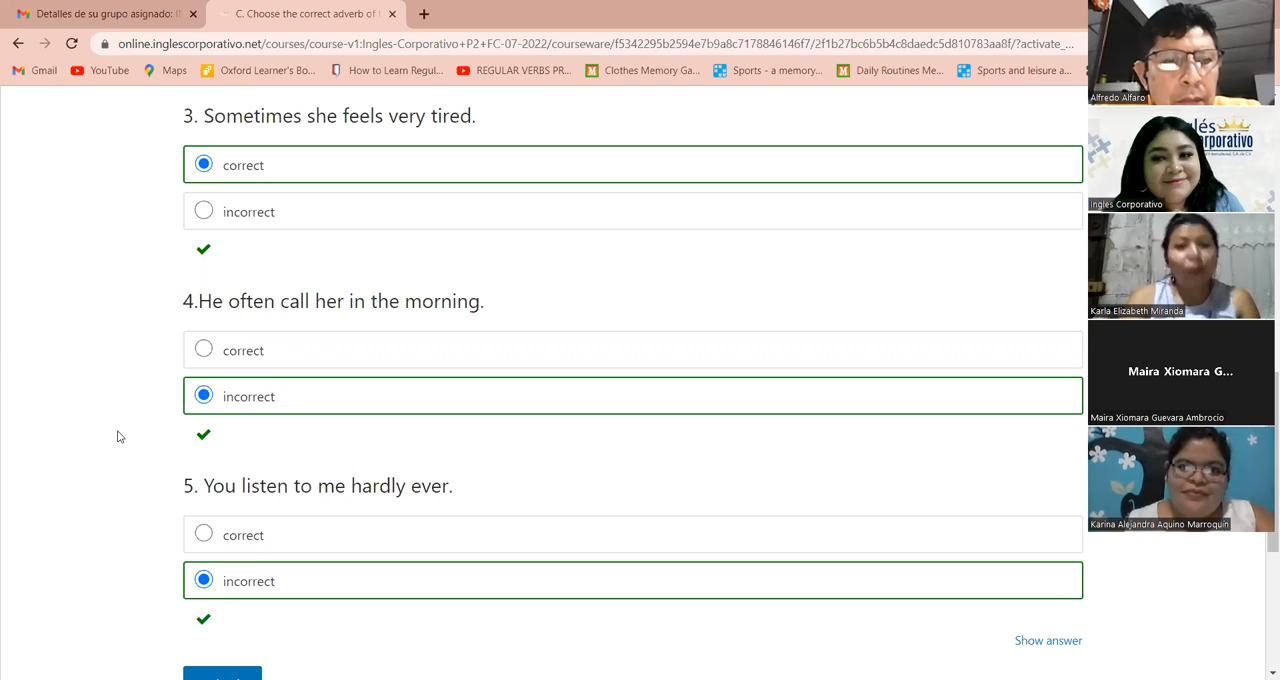 Detalles de su grupo asignado: I
C. Choose the correct adverb of
online.inglescorporativo.net/courses/course-v1:Ingles-Corporativo+P2+FC-07-2022/courseware/f5342295b2594e7b9a8c7178846146f7/2f1b27bc6b5b4c8daedc5d810783aa8f/?activate_...
Gmail YouTube Maps Oxford Learner's Bo... How to Learn Regul... REGULAR VERBS PR... Clothes Memory Ga... Sports - a memory... Daily Routines Me... Sports and leisure a...
3. Sometimes she feels very tired.
correct
incorrect
4.He often call her in the morning.
correct
incorrect
5. You listen to me hardly ever.
correct
incorrect
Show answer
Alfredo Alfaro
Ingles Corporativo
Karla Elizabeth Miranda
Maira Xiomara G...
Maira Xiomara Guevara Ambrocio
Karina Alejandra Aquino Marroquín